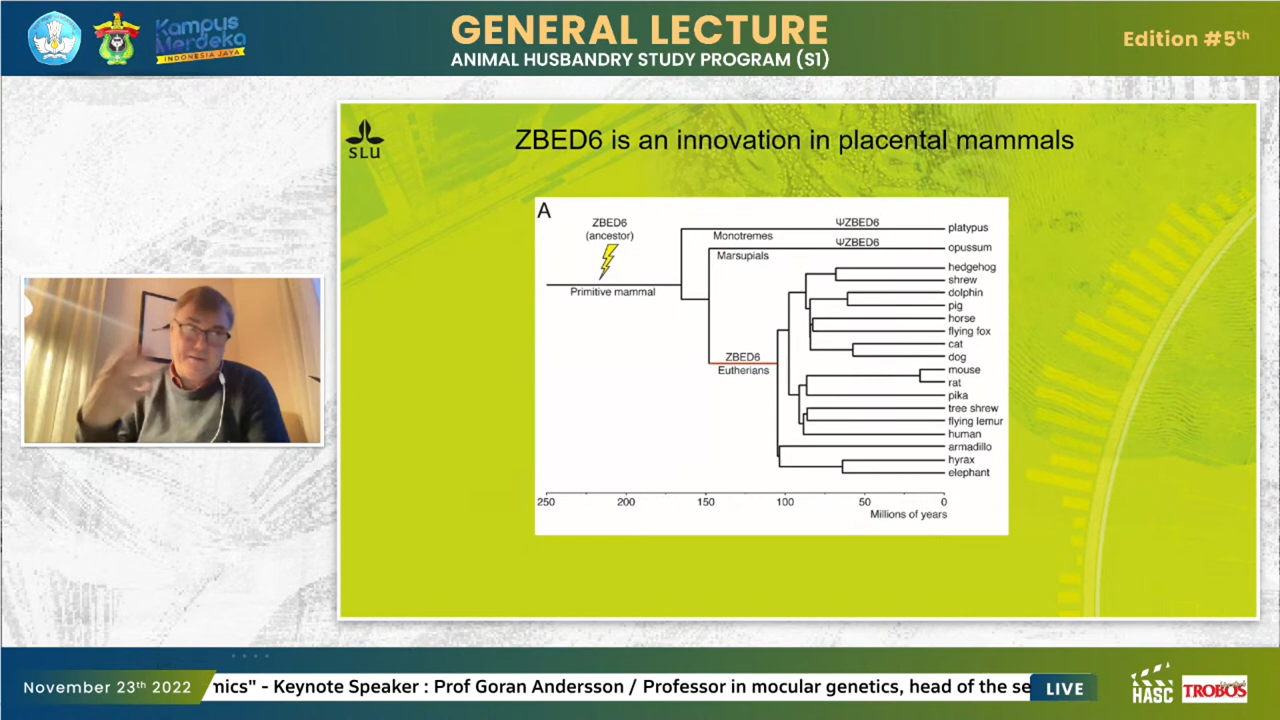 Kampus
Merdeka
INDONESIA JAYA
GENERAL LECTURE
ANIMAL HUSBANDRY STUDY PROGRAM (S1)
Edition #5th
SLU
ZBED6 is an innovation in placental mammals
A
ZBED6
(ancestor)
Primitive mammal
Monotremes
ΨZBED6
platypus
Marsupials
ΨZBED6
opussum
ZBED6
Eutherians
hedgehog
shrew
dolphin
pig
horse
flying fox
cat
dog
mouse
rat
pika
tree shrew
flying lemur
human
armadillo
hyrax
elephant
250 200 150 100 50 0
Millions of years
November 23th 2022
mics" - Keynote Speaker : Prof Goran Andersson / Professor in mocular genetics, head of the se
LIVE
HASC
TROBOS